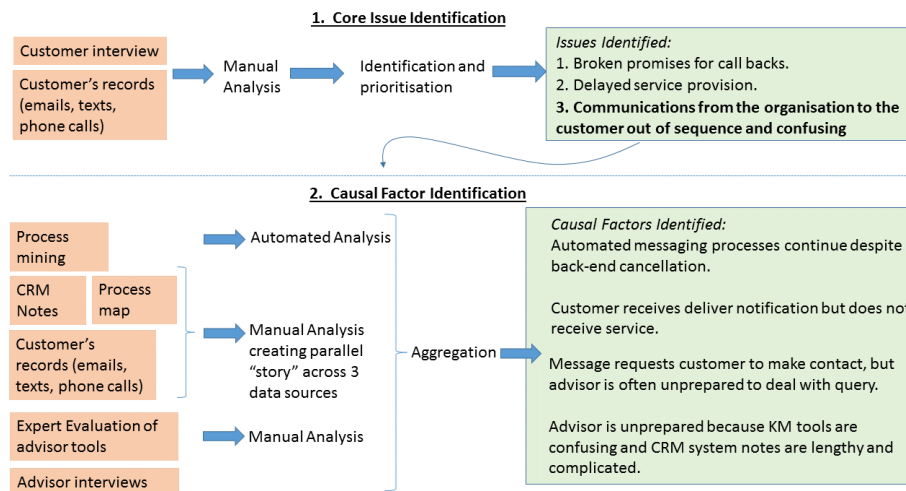 1. Core Issue Identification
Customer interview
Customer's records
(emails, texts,
phone calls)
Manual
Analysis
Identification and
prioritisation
Issues Identified:
1. Broken promises for call backs.
2. Delayed service provision.
3. Communications from the organisation to the
customer out of sequence and confusing
2. Causal Factor Identification
Process
mining
Automated Analysis
CRM
Notes
Process
map
Customer's
records (emails,
texts, phone calls)
Manual Analysis
creating parallel
"story" across 3
data sources
Expert Evaluation of
advisor tools
Manual Analysis
Advisor interviews
Aggregation
Causal Factors Identified:
Automated messaging processes continue despite
back-end cancellation.
Customer receives deliver notification but does not
receive service.
Message requests customer to make contact, but
advisor is often unprepared to deal with query.
Advisor is unprepared because KM tools are
confusing and CRM system notes are lengthy and
complicated.